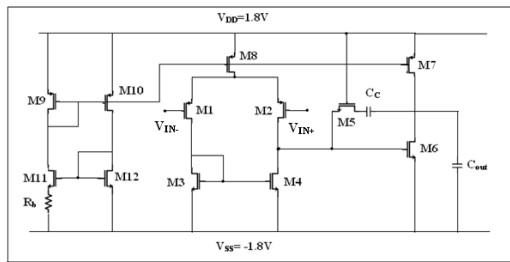 V_DD=1.8V
M8
M7
M9
M10
C_C
M1
M2
M5
V_IN-
V_IN+
M6
C_out
M11
M12
M3
M4
R_b
V_SS= -1.8V